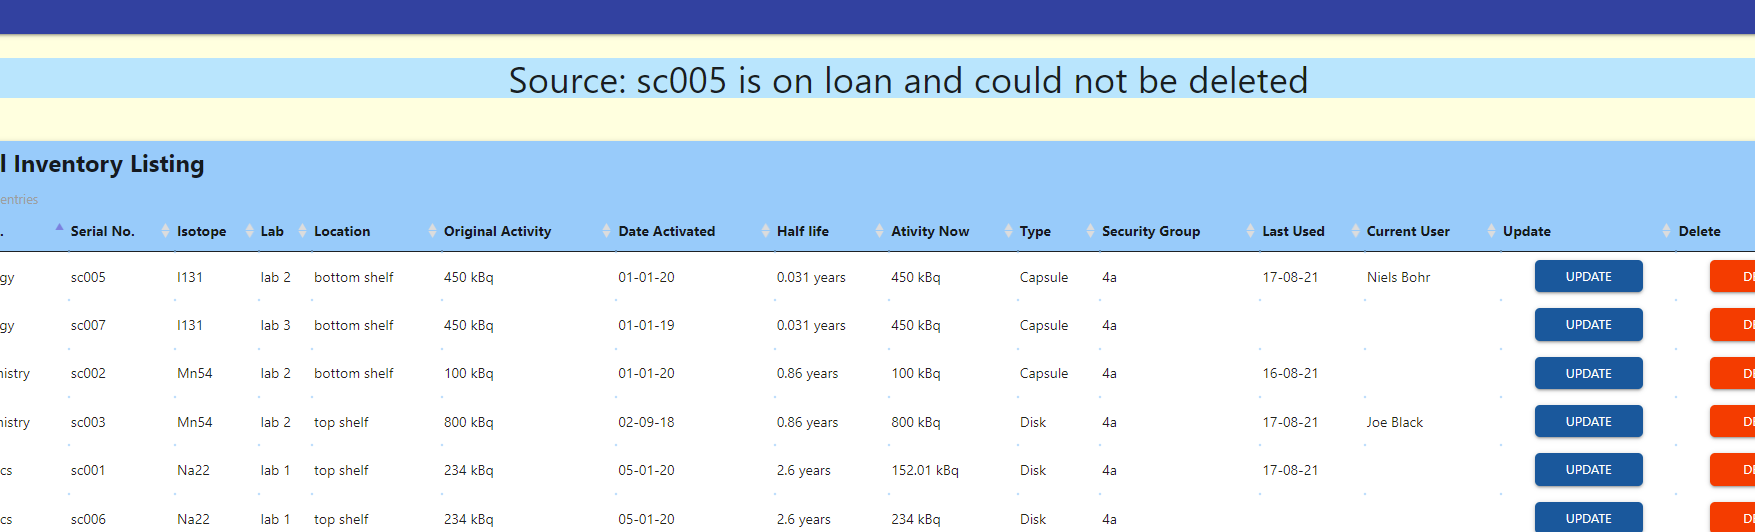 Source: sc005 is on loan and could not be deleted
l Inventory Listing
entries
. Serial No. Isotope Lab Location Original Activity Date Activated Half life Ativity Now Type Security Group Last Used Current User Update Delete
gy sc005 I131 lab 2 bottom shelf 450 kBq 01-01-20 0.031 years 450 kBq Capsule 4a 17-08-21 Niels Bohr UPDATE
gy sc007 I131 lab 3 bottom shelf 450 kBq 01-01-19 0.031 years 450 kBq Capsule 4a UPDATE
istry sc002 Mn54 lab 2 bottom shelf 100 kBq 01-01-20 0.86 years 100 kBq Capsule 4a 16-08-21 UPDATE
istry sc003 Mn54 lab 2 top shelf 800 kBq 02-09-18 0.86 years 800 kBq Disk 4a 17-08-21 Joe Black UPDATE
cs sc001 Na22 lab 1 top shelf 234 kBq 05-01-20 2.6 years 152.01 kBq Disk 4a 17-08-21 UPDATE
cs sc006 Na22 lab 1 top shelf 234 kBq 05-01-20 2.6 years 234 kBq Disk 4a UPDATE